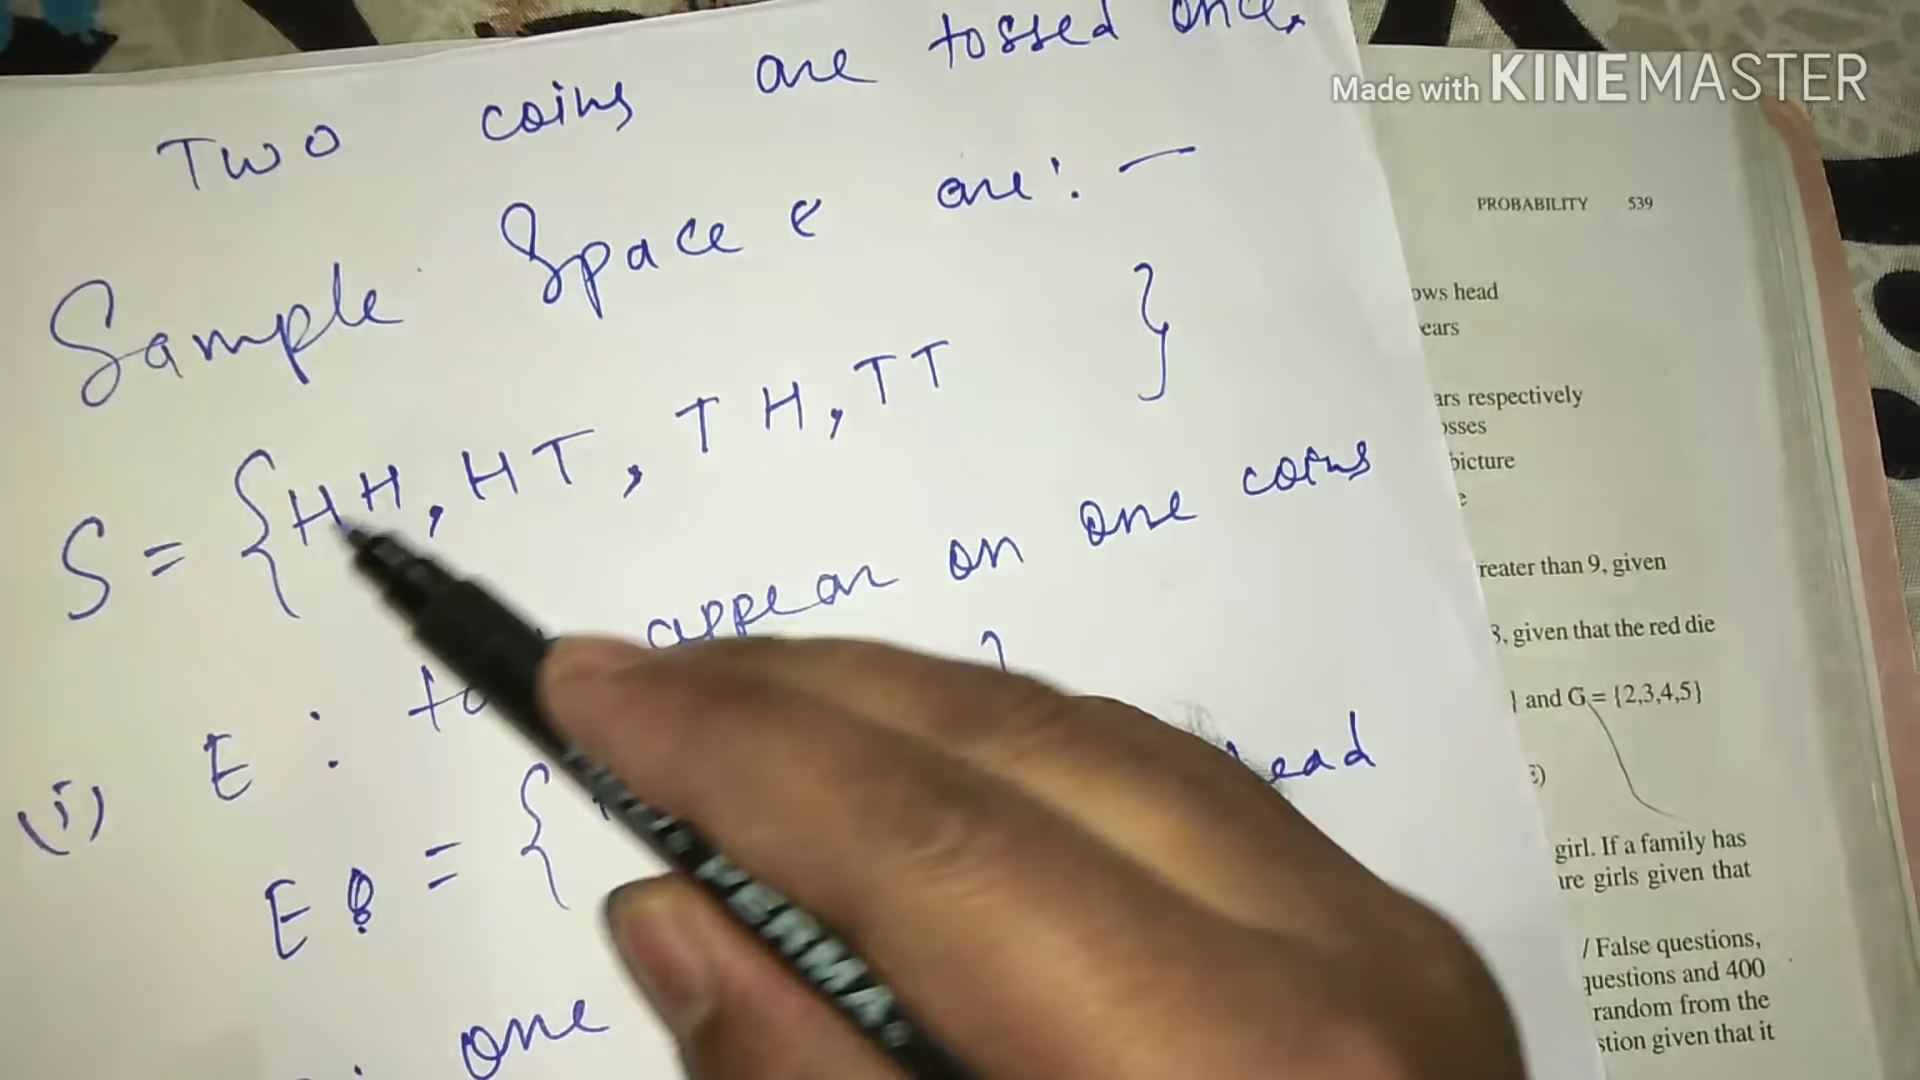 Two coins are tossed once.
Sample Space are :—
S = {HH, HT, TH, TT }
(i) E : appear on one coins
E = {
one
Made with KINEMASTER
PROBABILITY 539
ows head
ears
ars respectively
osses
picture
e
reater than 9, given
8, given that the red die
} and G = {2,3,4,5}
girl. If a family has
are girls given that
/ False questions,
questions and 400
random from the
stion given that it
PERMA